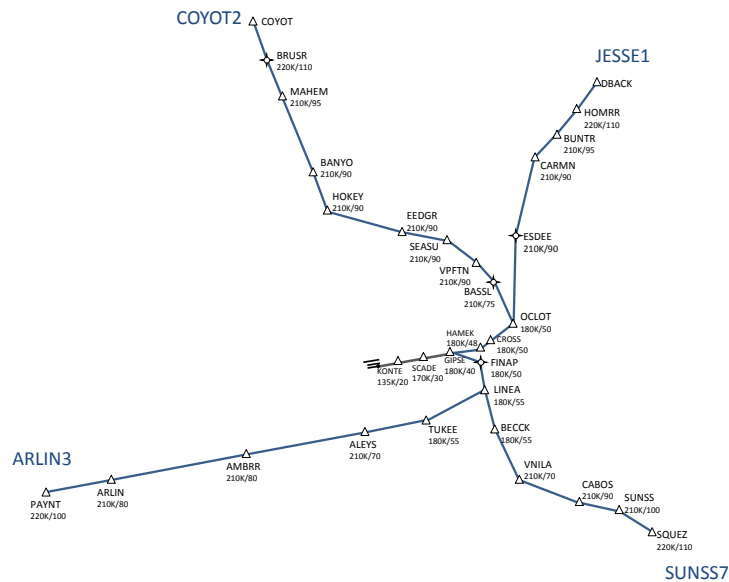 COYOT2
COYOT
BRUSR
220K/110
MAHEM
210K/95
BANYO
210K/90
HOKEY
210K/90
EEDGR
210K/90
SEASU
210K/90
VPFTN
210K/90
BASSL
210K/75
JESSE1
DBACK
HOMRR
220K/110
BUNTR
210K/95
CARMN
210K/90
ESDEE
210K/90
OCLOT
180K/50
CROSS
180K/50
HAMEK
180K/48
GIPSE
180K/40
SCADE
170K/30
KONTE
135K/20
FINAP
180K/50
LINEA
180K/55
TUKEE
180K/55
ALEYS
210K/70
AMBRR
210K/80
ARLIN3
ARLIN
210K/80
PAYNT
220K/100
BECCK
180K/55
VNILA
210K/70
CABOS
210K/90
SUNSS
210K/100
SQUEZ
220K/110
SUNSS7